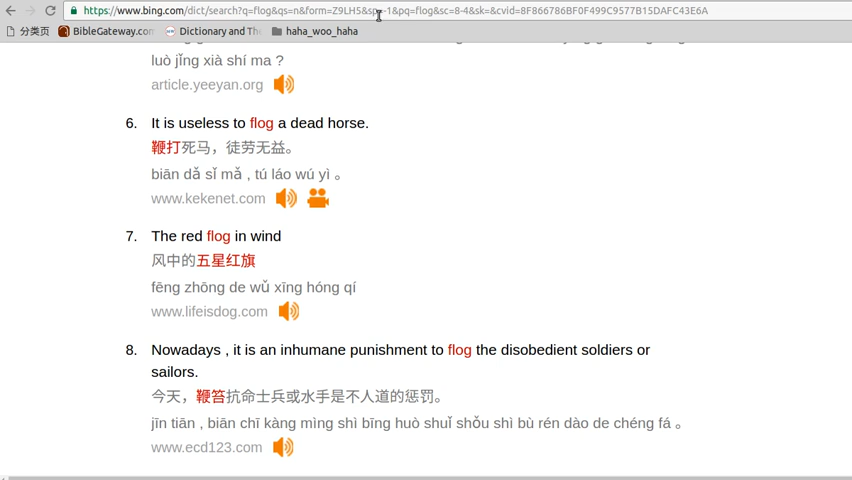 https://www.bing.com/dict/search?q=flog&qs=n&form=Z9LH5&sp=-1&pq=flog&sc=8-4&sk=&cvid=8F866786BF0F499C9577B15DAFC43E6A
分类页 BibleGateway.com Dictionary and The haha_woo_haha
luò jǐng xià shí ma ?
article.yeeyan.org
6. It is useless to flog a dead horse.
鞭打死马，徒劳无益。
biān dǎ sǐ mǎ , tú láo wú yì 。
www.kekenet.com
7. The red flog in wind
风中的五星红旗
fēng zhōng de wǔ xīng hóng qí
www.lifeisdog.com
8. Nowadays , it is an inhumane punishment to flog the disobedient soldiers or
sailors.
今天，鞭笞抗命士兵或水手是不人道的惩罚。
jīn tiān , biān chī kàng mìng shì bīng huò shuǐ shǒu shì bù rén dào de chéng fá 。
www.ecd123.com